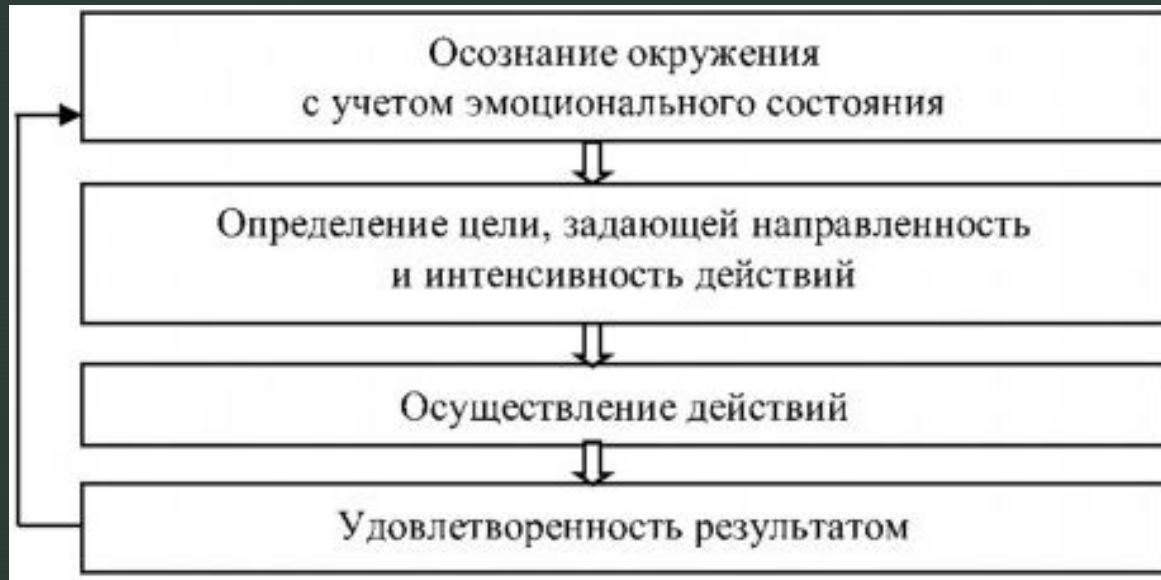 Осознание окружения
с учетом эмоционального состояния
Определение цели, задающей направленность
и интенсивность действий
Осуществление действий
Удовлетворенность результатом